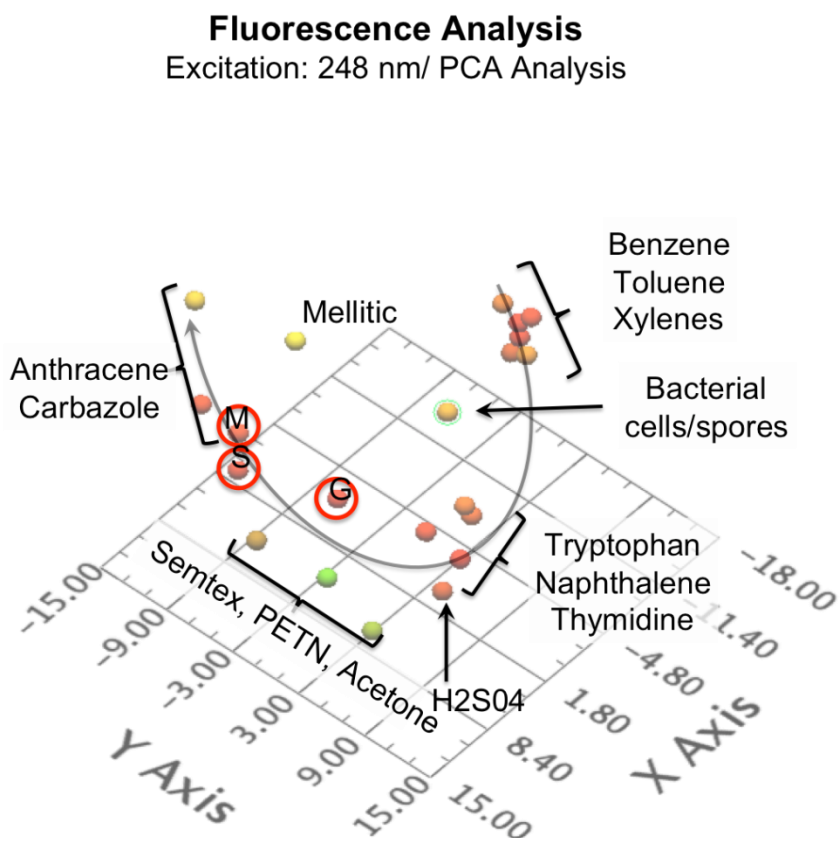 Fluorescence Analysis
Excitation: 248 nm/ PCA Analysis
Benzene
Toluene
Xylenes
Mellitic
Anthracene
Carbazole
Bacterial
cells/spores
M
S
G
Tryptophan
Naphthalene
Thymidine
Semtex, PETN, Acetone
H2S04
-15.00
-9.00
-3.00
3.00
9.00
15.00
Y Axis
-18.00
-11.40
-4.80
1.80
8.40
15.00
X Axis